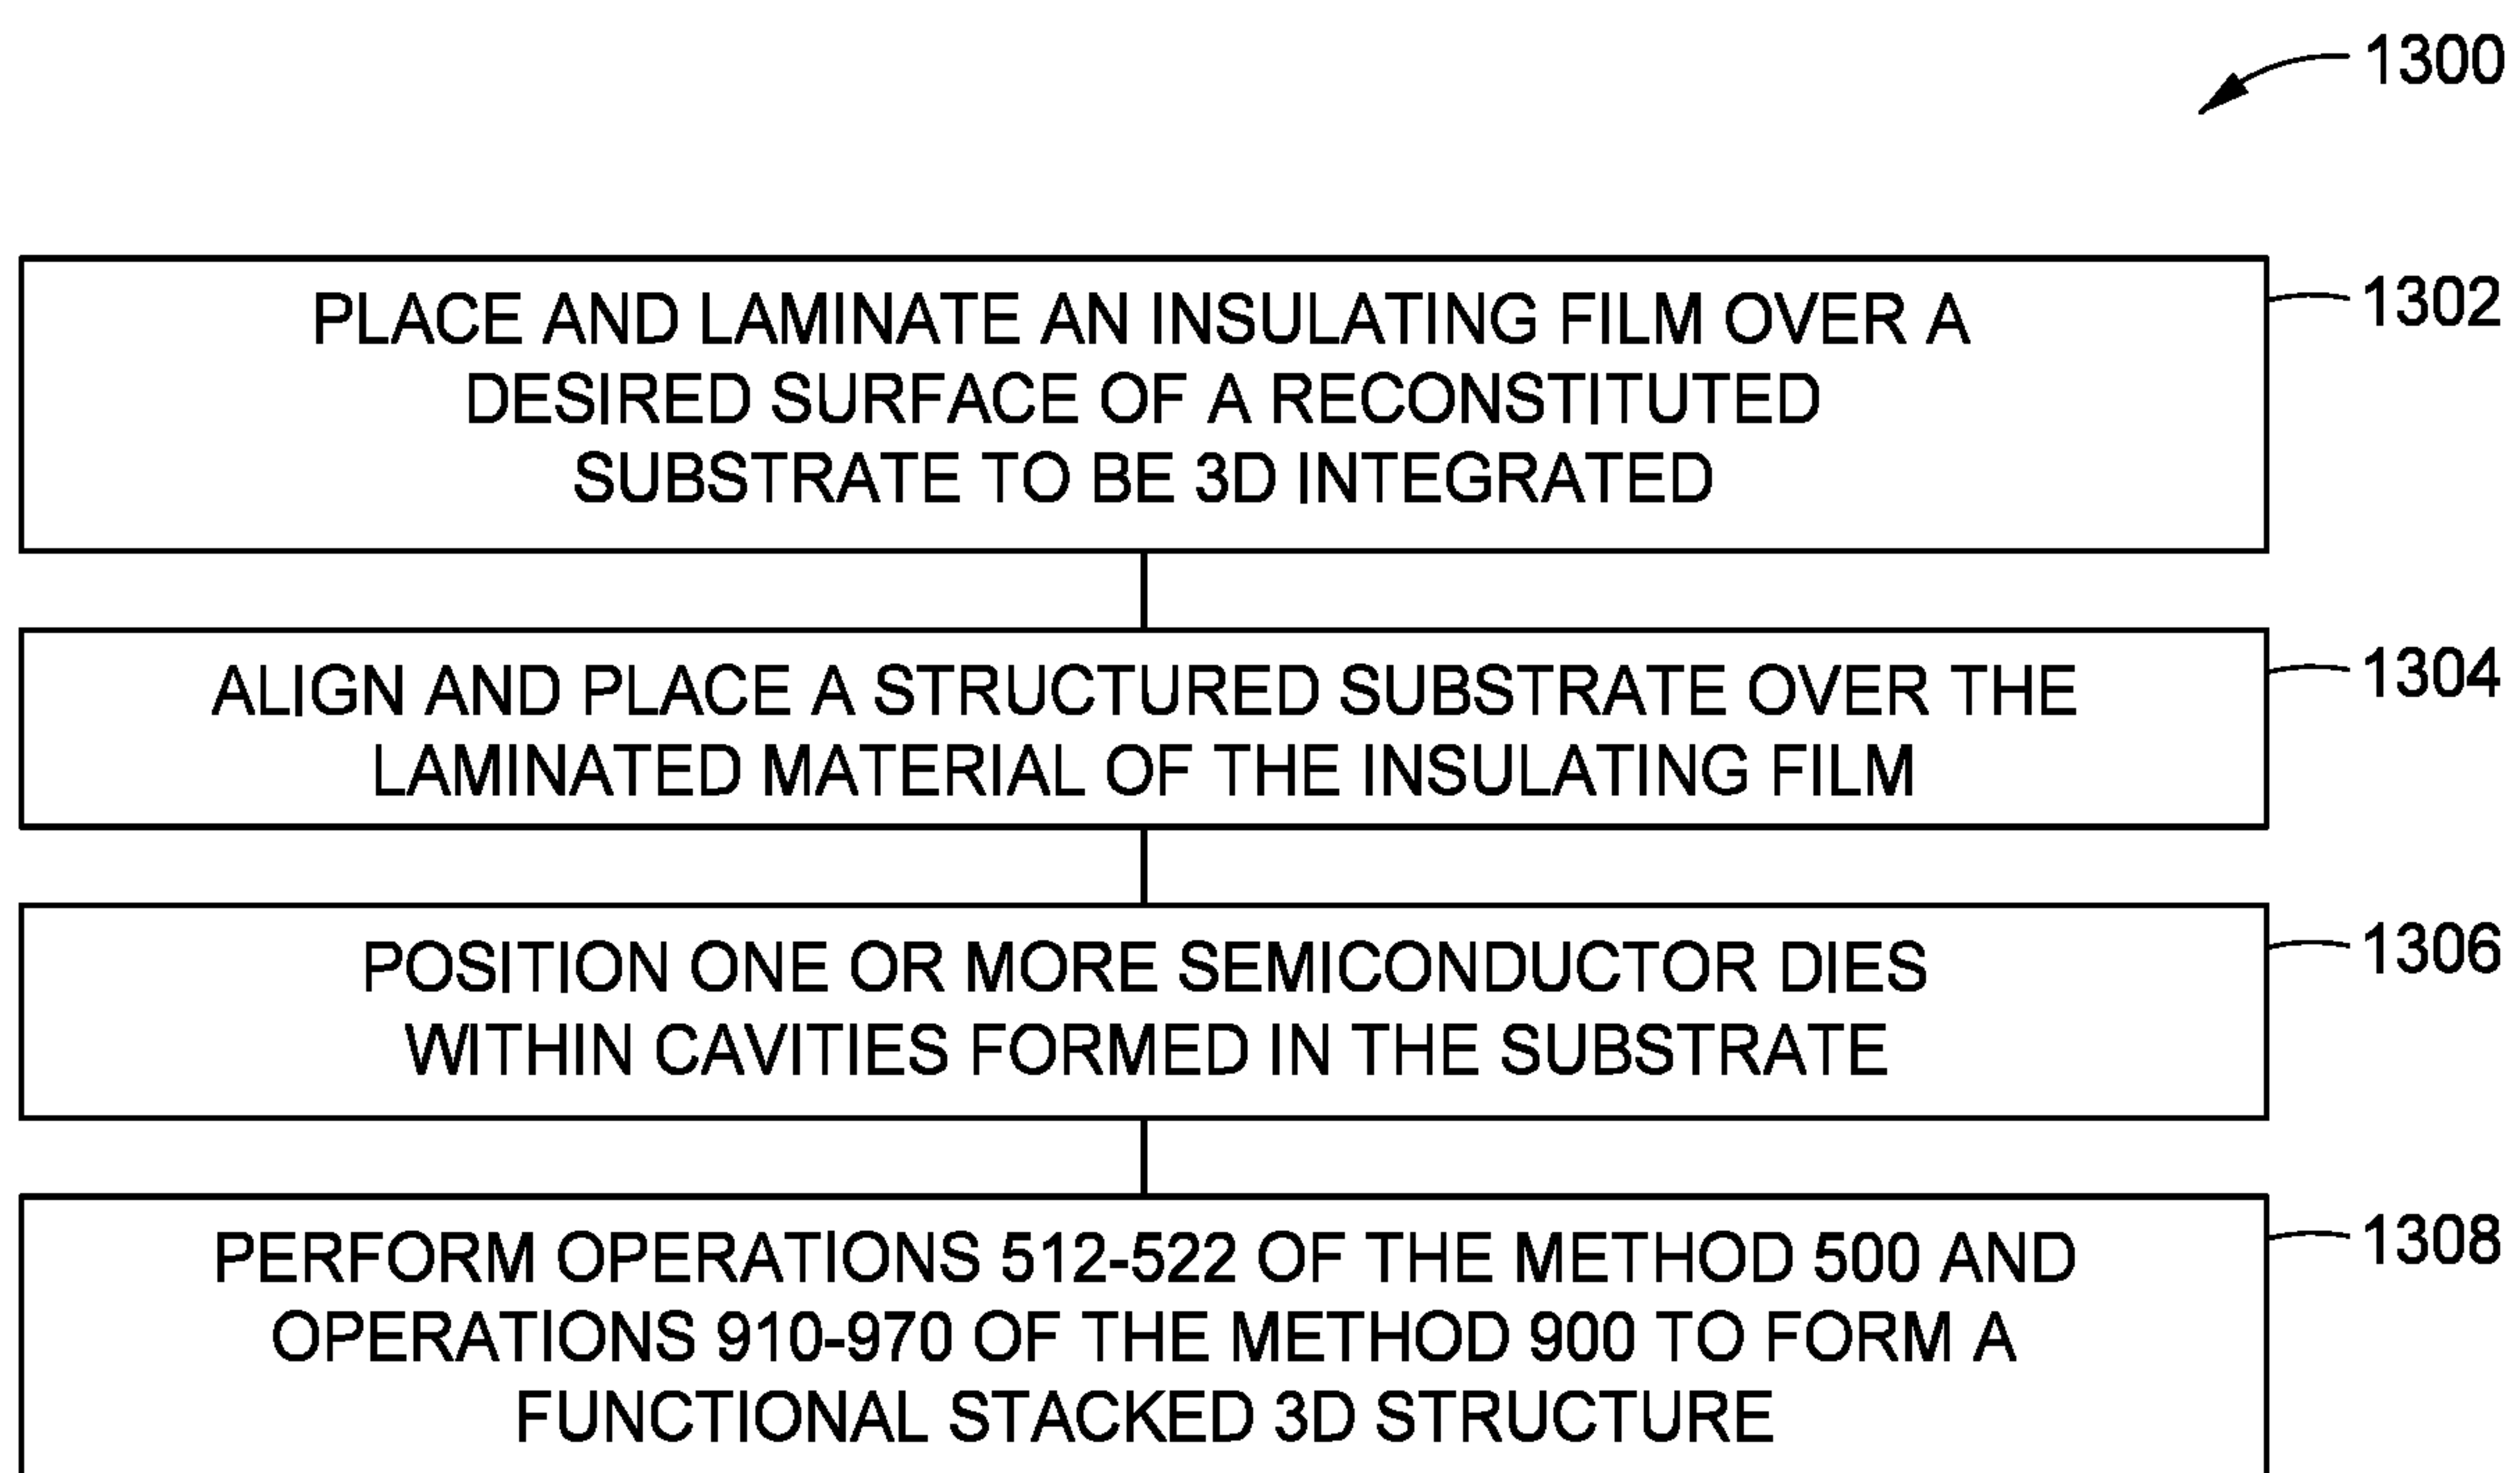 1300
PLACE AND LAMINATE AN INSULATING FILM OVER A
DESIRED SURFACE OF A RECONSTITUTED
SUBSTRATE TO BE 3D INTEGRATED
1302
ALIGN AND PLACE A STRUCTURED SUBSTRATE OVER THE
LAMINATED MATERIAL OF THE INSULATING FILM
1304
POSITION ONE OR MORE SEMICONDUCTOR DIES
WITHIN CAVITIES FORMED IN THE SUBSTRATE
1306
PERFORM OPERATIONS 512-522 OF THE METHOD 500 AND
OPERATIONS 910-970 OF THE METHOD 900 TO FORM A
FUNCTIONAL STACKED 3D STRUCTURE
1308